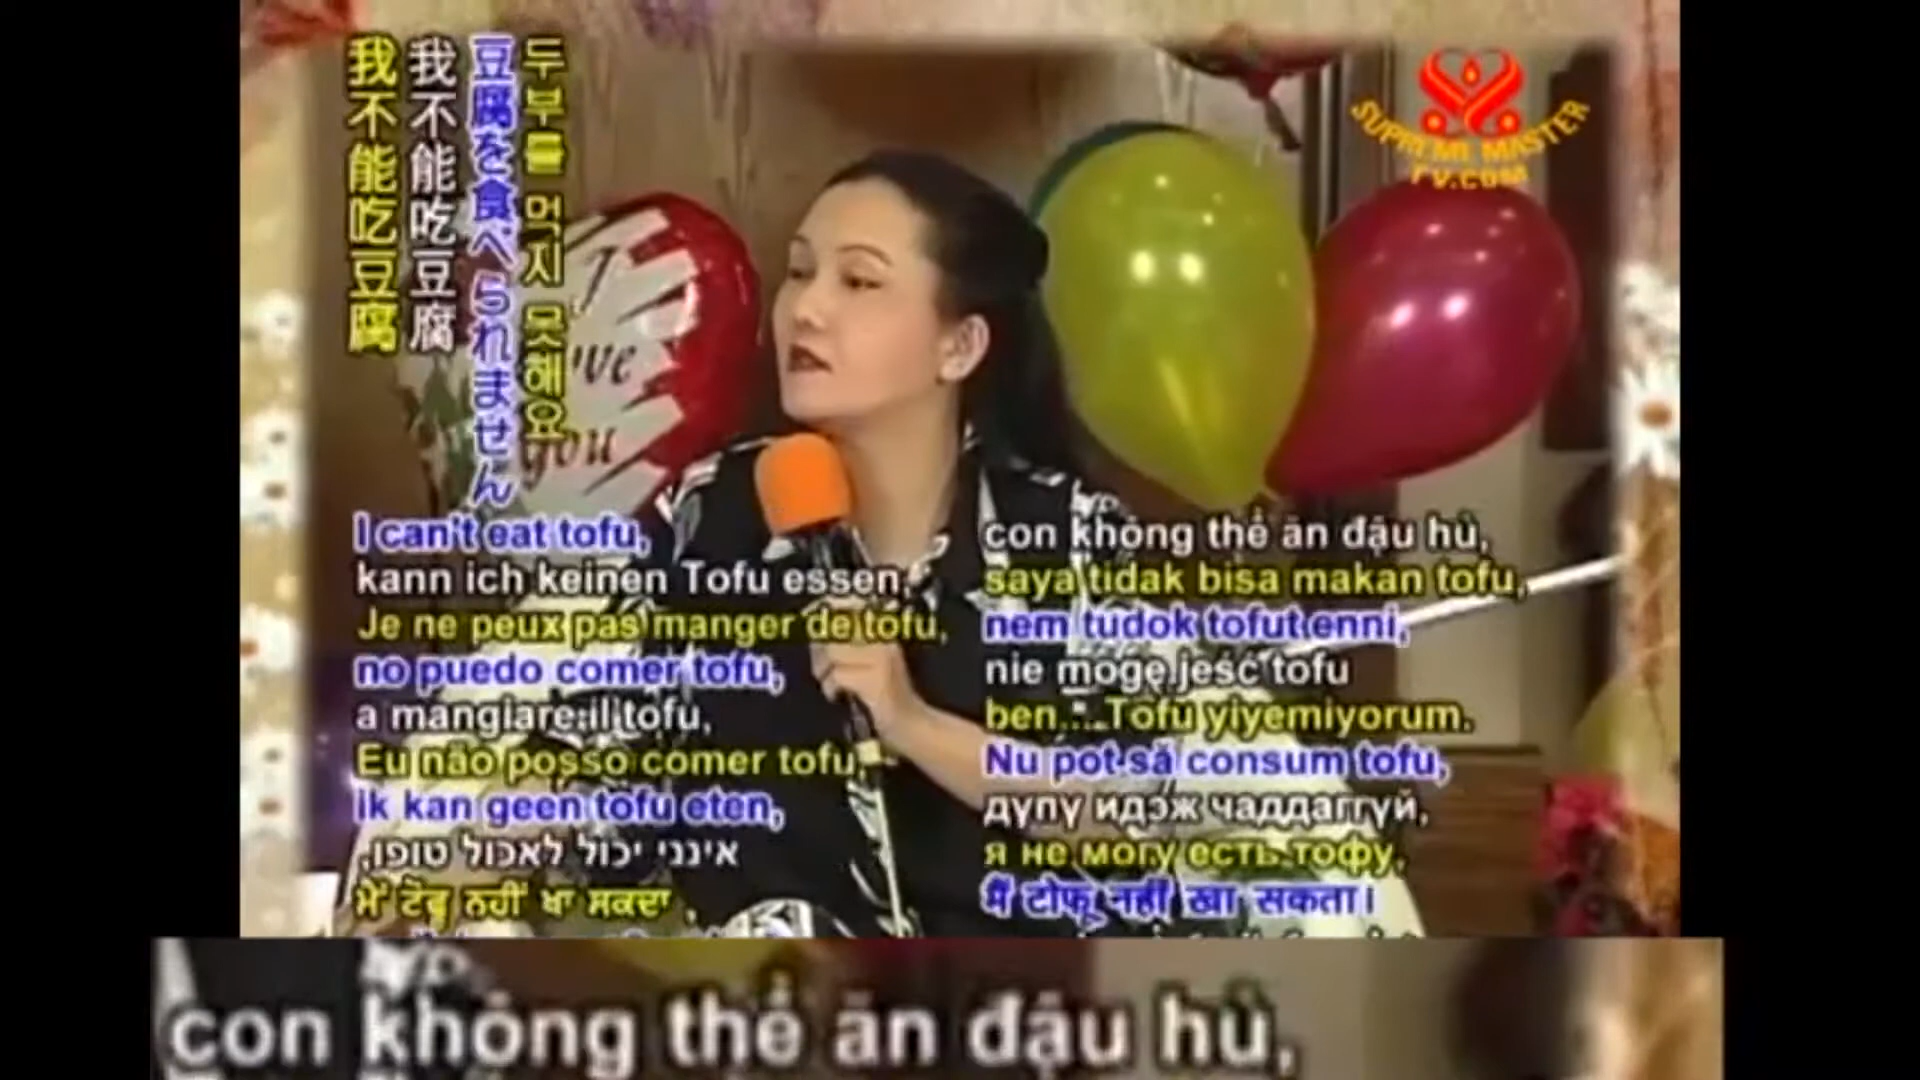 我不能吃豆腐
我不能吃豆腐
豆腐を食べられません
두부를 먹지 못해요
SUPREME MASTER
TV.COM
I
you
I can't eat tofu,
kann ich keinen Tofu essen,
Je ne peux pas manger de tofu,
no puedo comer tofu,
a mangiare il tofu,
Eu não posso comer tofu,
Ik kan geen tofu eten,
אינני יכול לאכול טופו,
ਮੈਂ ਟੋਫੂ ਨਹੀਂ ਖਾ ਸਕਦਾ,
con không thể ăn đậu hủ,
saya tidak bisa makan tofu,
nem tudok tofut enni,
nie mogę jeść tofu
ben... Tofu yiyemiyorum.
Nu pot să consum tofu,
дүпү идэж чаддаггүй,
я не могу есть тофу,
मैं टोफू नहीं खा सकता।
con không thể ăn đậu hủ,